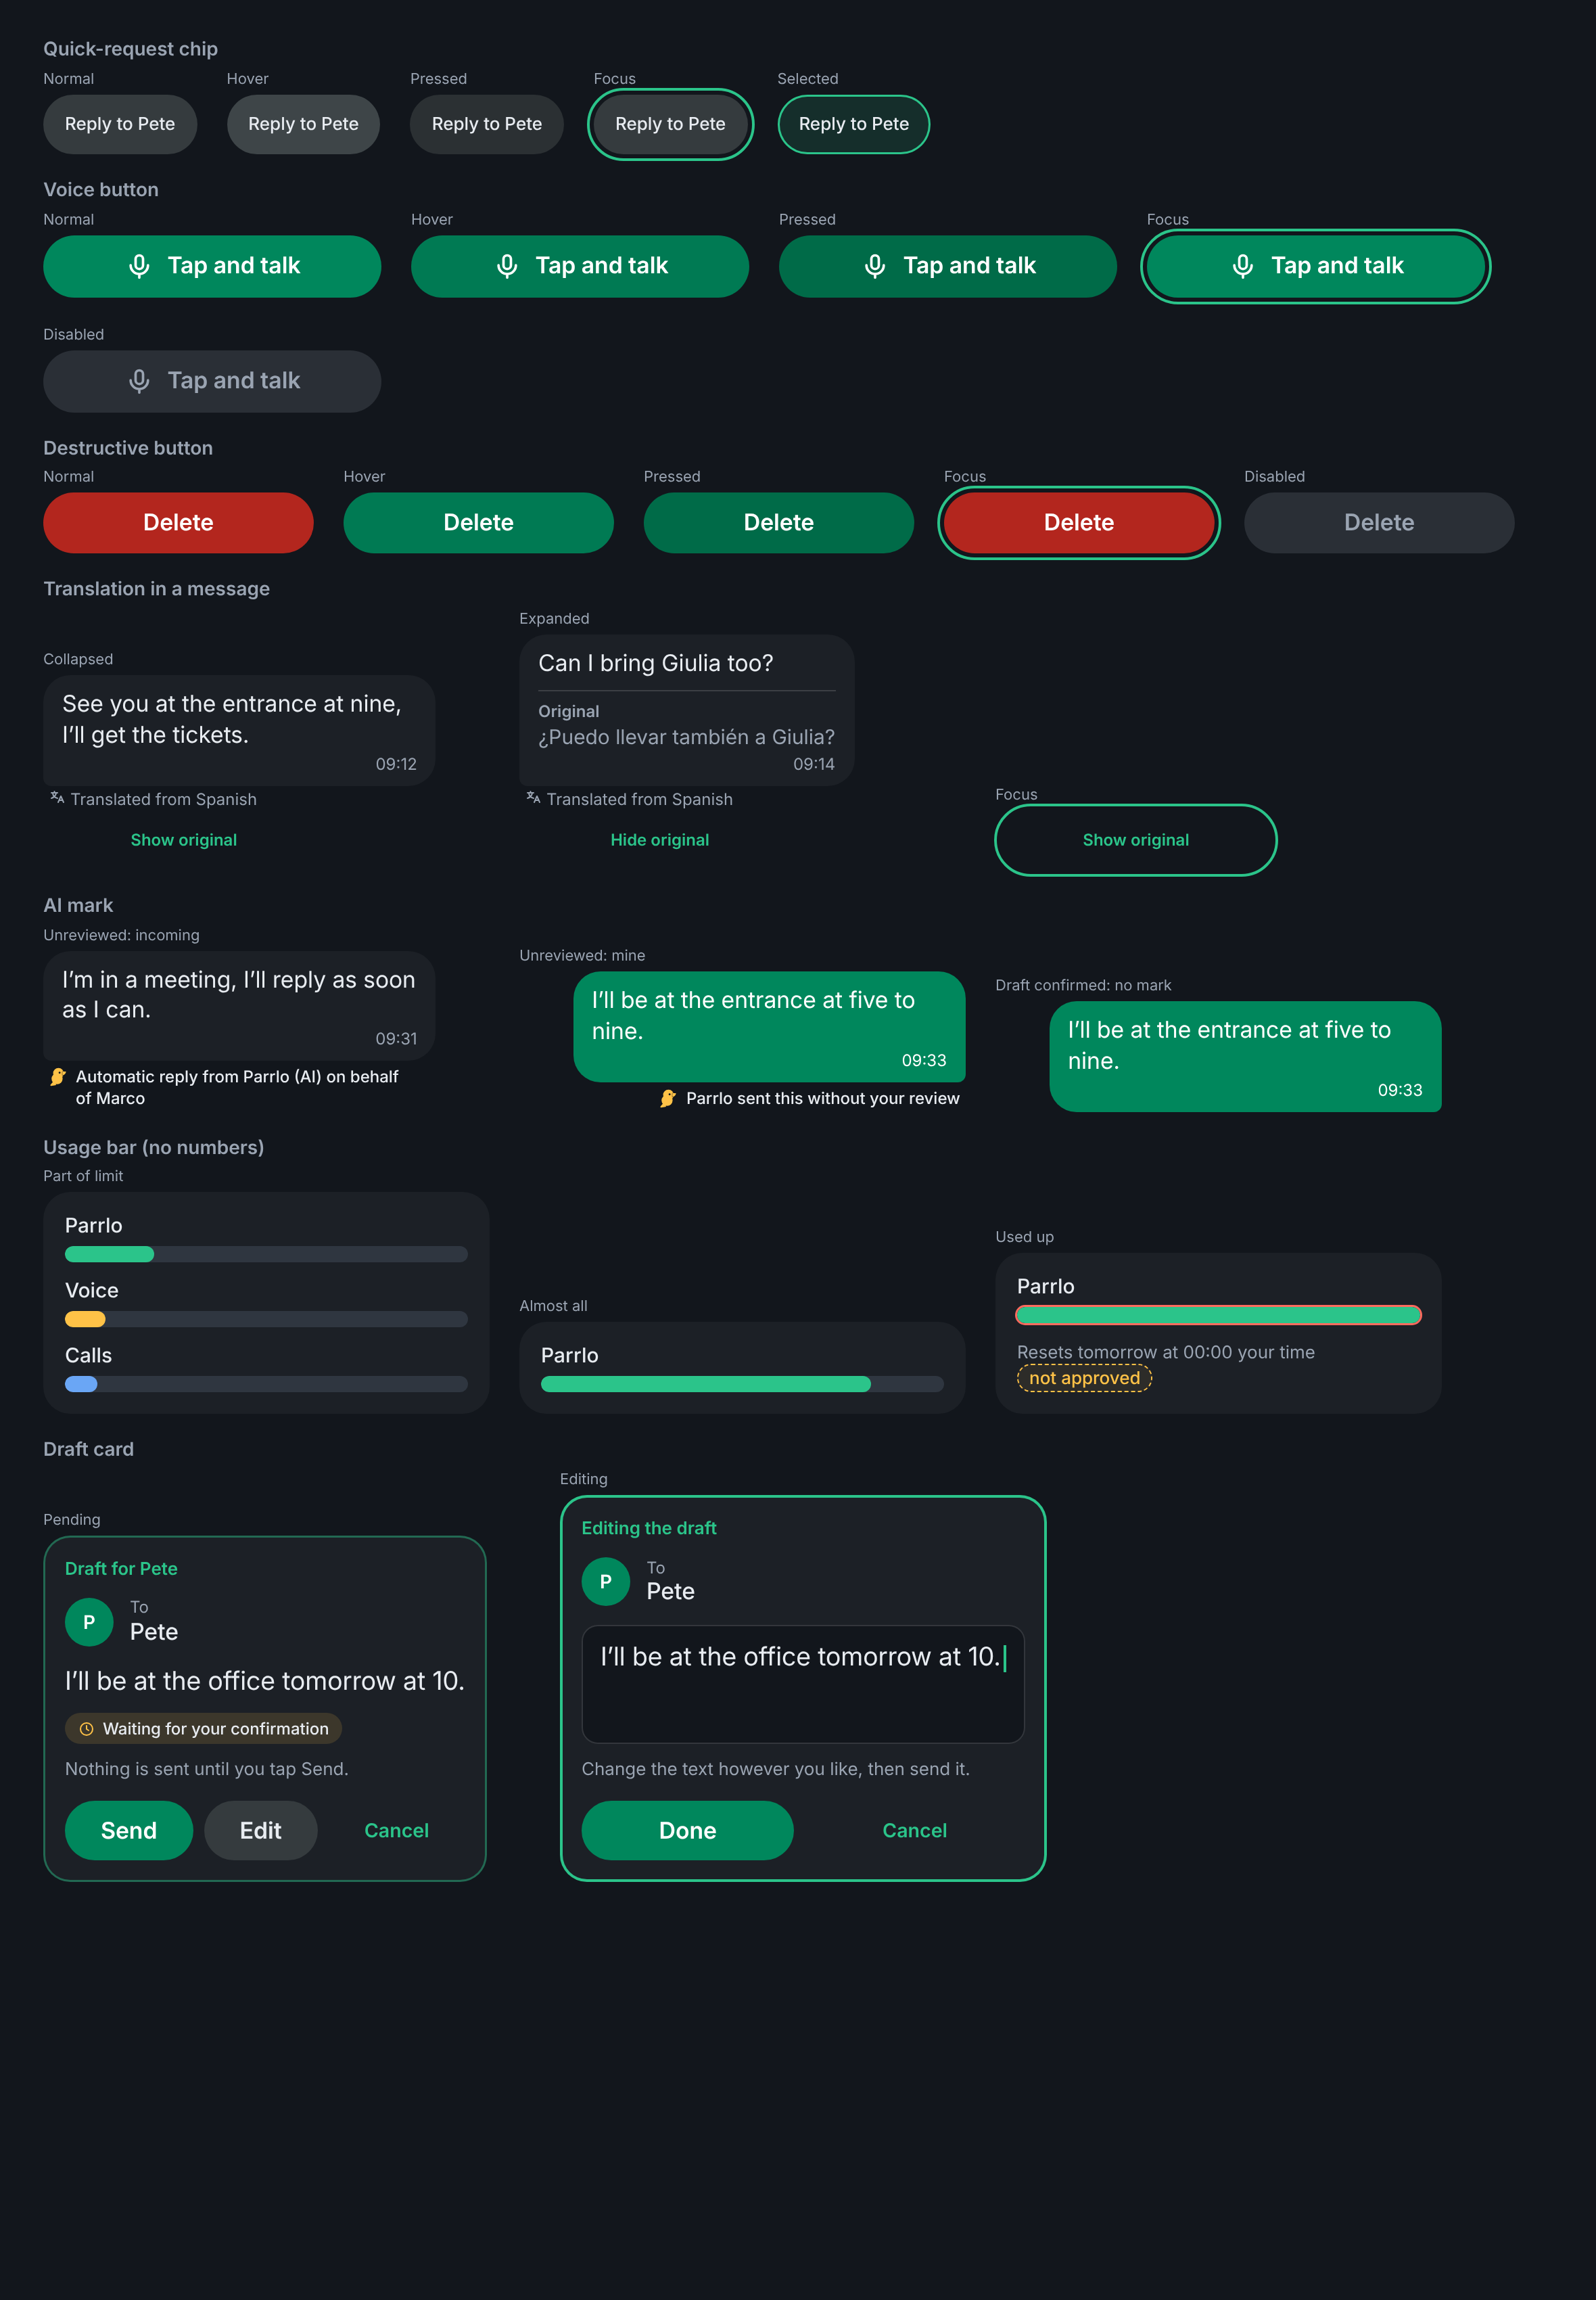 Quick-request chip
Normal
Hover
Pressed
Focus
Selected
Reply to Pete
Reply to Pete
Reply to Pete
Reply to Pete
Reply to Pete
Voice button
Normal
Hover
Pressed
Focus
Tap and talk
Tap and talk
Tap and talk
Tap and talk
Disabled
Tap and talk
Destructive button
Normal
Hover
Pressed
Focus
Disabled
Delete
Delete
Delete
Delete
Delete
Translation in a message
Collapsed
See you at the entrance at nine,
I’ll get the tickets.
09:12
Translated from Spanish
Show original
Expanded
Can I bring Giulia too?
Original
¿Puedo llevar también a Giulia?
09:14
Translated from Spanish
Hide original
Focus
Show original
AI mark
Unreviewed: incoming
I’m in a meeting, I’ll reply as soon
as I can.
09:31
Automatic reply from Parrlo (AI) on behalf
of Marco
Unreviewed: mine
I’ll be at the entrance at five to
nine.
09:33
Parrlo sent this without your review
Draft confirmed: no mark
I’ll be at the entrance at five to
nine.
09:33
Usage bar (no numbers)
Part of limit
Parrlo
Voice
Calls
Almost all
Parrlo
Used up
Parrlo
Resets tomorrow at 00:00 your time
not approved
Draft card
Pending
Draft for Pete
P
To
Pete
I’ll be at the office tomorrow at 10.
Waiting for your confirmation
Nothing is sent until you tap Send.
Send
Edit
Cancel
Editing
Editing the draft
P
To
Pete
I’ll be at the office tomorrow at 10.
Change the text however you like, then send it.
Done
Cancel